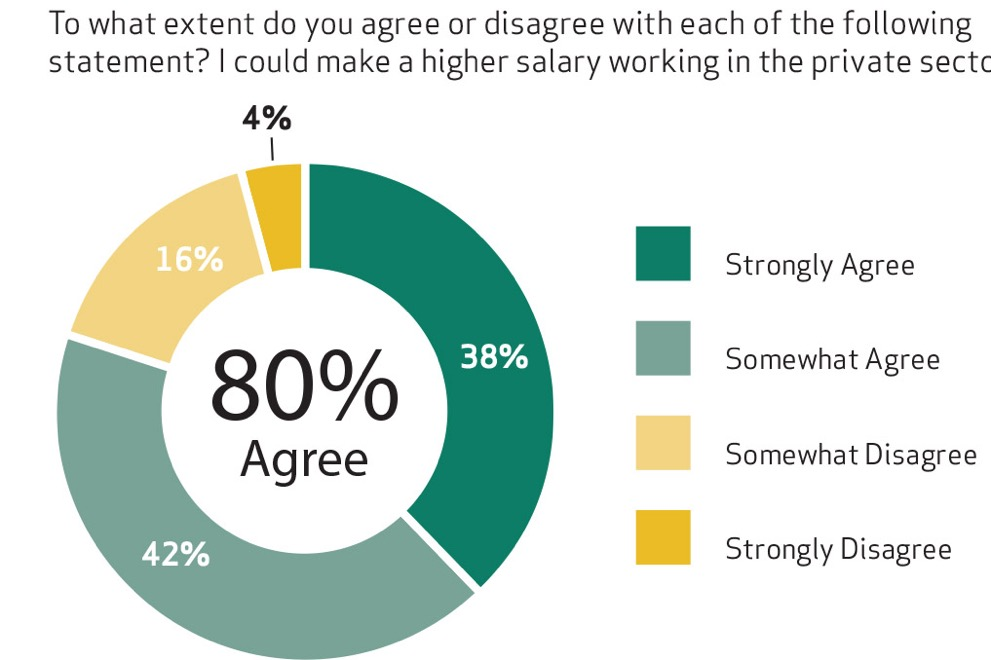 To what extent do you agree or disagree with each of the following
statement? I could make a higher salary working in the private secto
4%
16%
38%
80%
Agree
42%
Strongly Agree
Somewhat Agree
Somewhat Disagree
Strongly Disagree